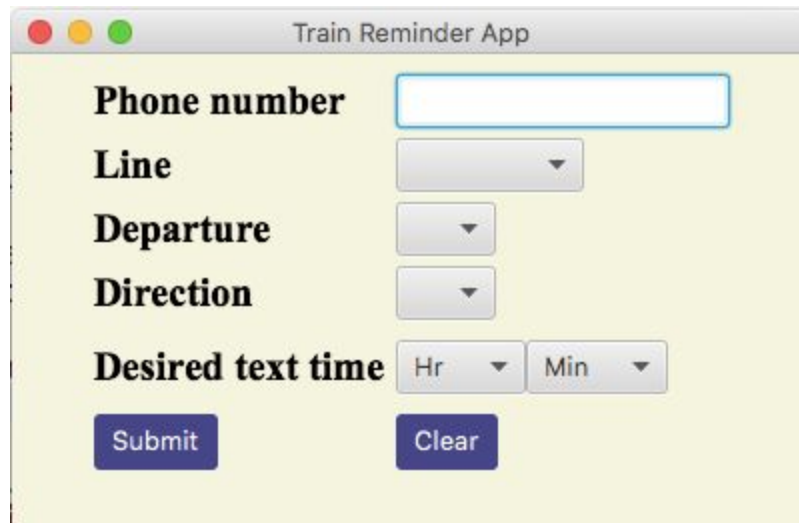 Train Reminder App
Phone number
Line
Departure
Direction
Desired text time Hr Min
Submit Clear